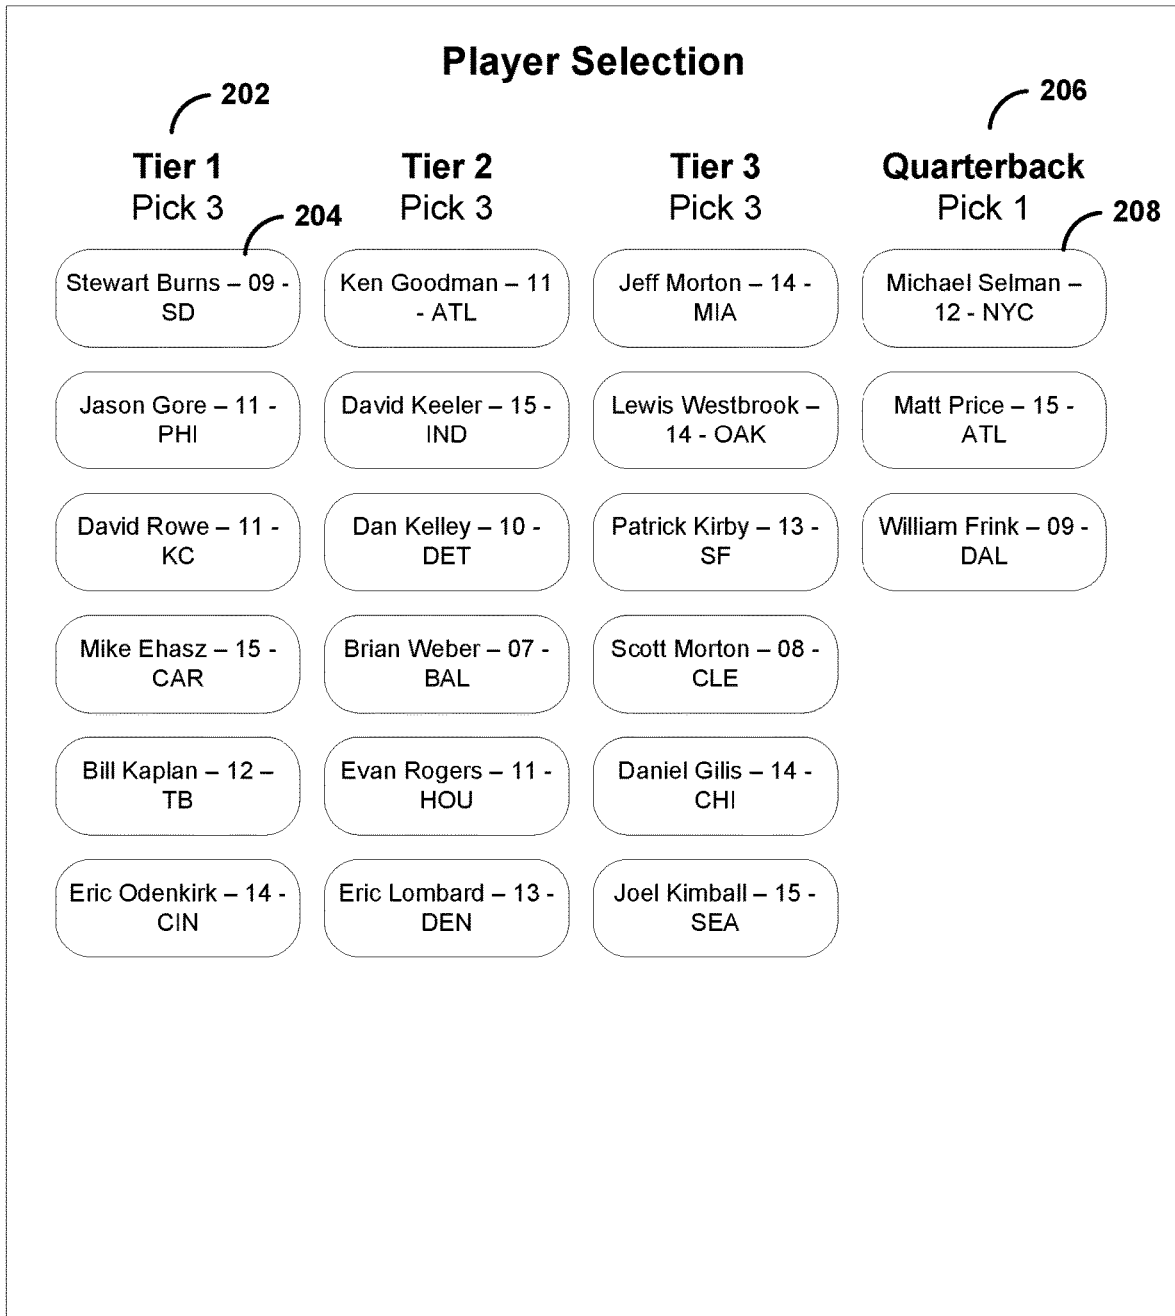 Player Selection
202
206
Tier 1
Pick 3
204
Tier 2
Pick 3
Tier 3
Pick 3
Quarterback
Pick 1
208
Stewart Burns – 09 -
SD
Jason Gore – 11 -
PHI
David Rowe – 11 -
KC
Mike Ehasz – 15 -
CAR
Bill Kaplan – 12 –
TB
Eric Odenkirk – 14 -
CIN
Ken Goodman – 11
- ATL
David Keeler – 15 -
IND
Dan Kelley – 10 -
DET
Brian Weber – 07 -
BAL
Evan Rogers – 11 -
HOU
Eric Lombard – 13 -
DEN
Jeff Morton – 14 -
MIA
Lewis Westbrook –
14 - OAK
Patrick Kirby – 13 -
SF
Scott Morton – 08 -
CLE
Daniel Gilis – 14 -
CHI
Joel Kimball – 15 -
SEA
Michael Selman –
12 - NYC
Matt Price – 15 -
ATL
William Frink – 09 -
DAL